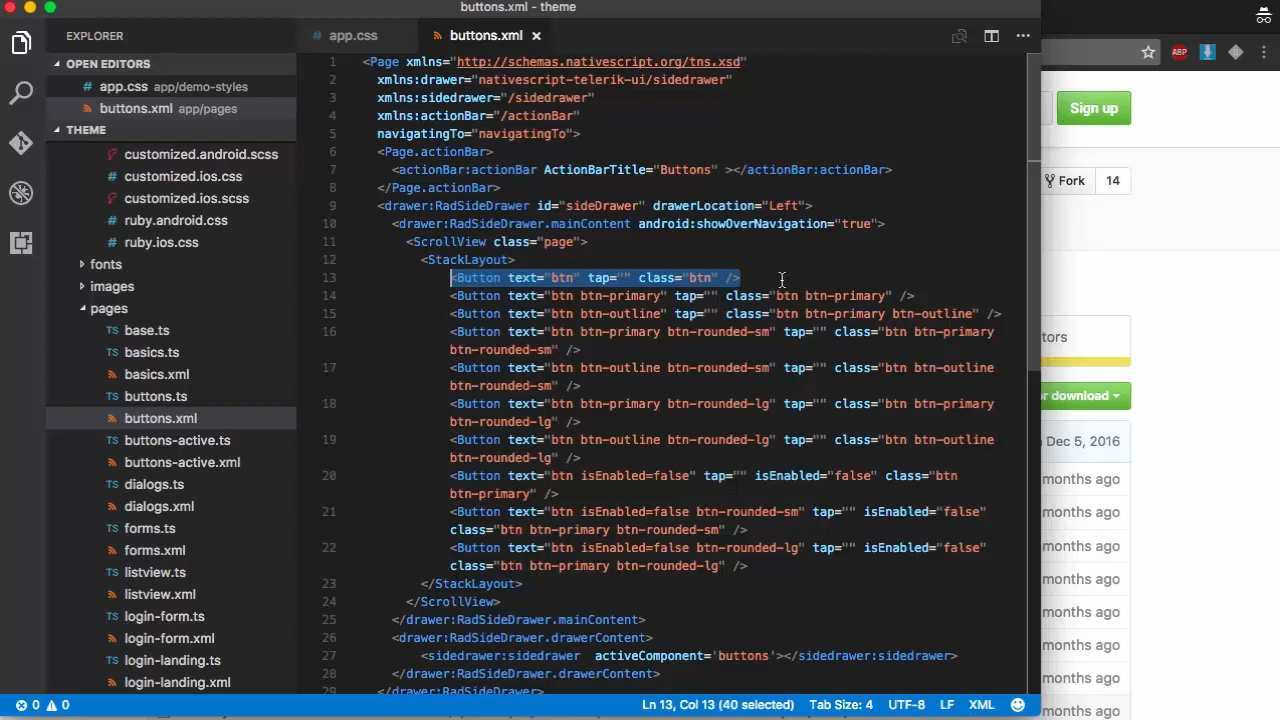 buttons.xml - theme
EXPLORER
app.css
buttons.xml
OPEN EDITORS
app.css app/demo-styles
buttons.xml app/pages
THEME
customized.android.scss
customized.ios.css
customized.ios.scss
ruby.android.css
ruby.ios.css
fonts
images
pages
base.ts
basics.ts
basics.xml
buttons.ts
buttons.xml
buttons-active.ts
buttons-active.xml
dialogs.ts
dialogs.xml
forms.ts
forms.xml
listview.ts
listview.xml
login-form.ts
login-form.xml
login-landing.ts
login-landing.xml
1 <Page xmlns="http://schemas.nativescript.org/tns.xsd"
2 xmlns:drawer="nativescript-telerik-ui/sidedrawer"
3 xmlns:sidedrawer="/sidedrawer"
4 xmlns:actionBar="/actionBar"
5 navigatingTo="navigatingTo">
6 <Page.actionBar>
7 <actionBar:actionBar ActionBarTitle="Buttons" ></actionBar:actionBar>
8 </Page.actionBar>
9 <drawer:RadSideDrawer id="sideDrawer" drawerLocation="Left">
10 <drawer:RadSideDrawer.mainContent android:showOverNavigation="true">
11 <ScrollView class="page">
12 <StackLayout>
13 <Button text="btn" tap="" class="btn" />
14 <Button text="btn btn-primary" tap="" class="btn btn-primary" />
15 <Button text="btn btn-outline" tap="" class="btn btn-primary btn-outline" />
16 <Button text="btn btn-primary btn-rounded-sm" tap="" class="btn btn-primary
btn-rounded-sm" />
17 <Button text="btn btn-outline btn-rounded-sm" tap="" class="btn btn-outline
btn-rounded-sm" />
18 <Button text="btn btn-primary btn-rounded-lg" tap="" class="btn btn-primary
btn-rounded-lg" />
19 <Button text="btn btn-outline btn-rounded-lg" tap="" class="btn btn-outline
btn-rounded-lg" />
20 <Button text="btn isEnabled=false" tap="" isEnabled="false" class="btn
btn-primary" />
21 <Button text="btn isEnabled=false btn-rounded-sm" tap="" isEnabled="false"
class="btn btn-primary btn-rounded-sm" />
22 <Button text="btn isEnabled=false btn-rounded-lg" tap="" isEnabled="false"
class="btn btn-primary btn-rounded-lg" />
23 </StackLayout>
24 </ScrollView>
25 </drawer:RadSideDrawer.mainContent>
26 <drawer:RadSideDrawer.drawerContent>
27 <sidedrawer:sidedrawer activeComponent='buttons'></sidedrawer:sidedrawer>
28 </drawer:RadSideDrawer.drawerContent>
29 </drawer:RadSideDrawer>
0 0
Ln 13, Col 13 (40 selected) Tab Size: 4 UTF-8 LF XML
ABP
Sign up
Fork 14
download
Dec 5, 2016
months ago
months ago
months ago
months ago
months ago
months ago
months ago
months ago